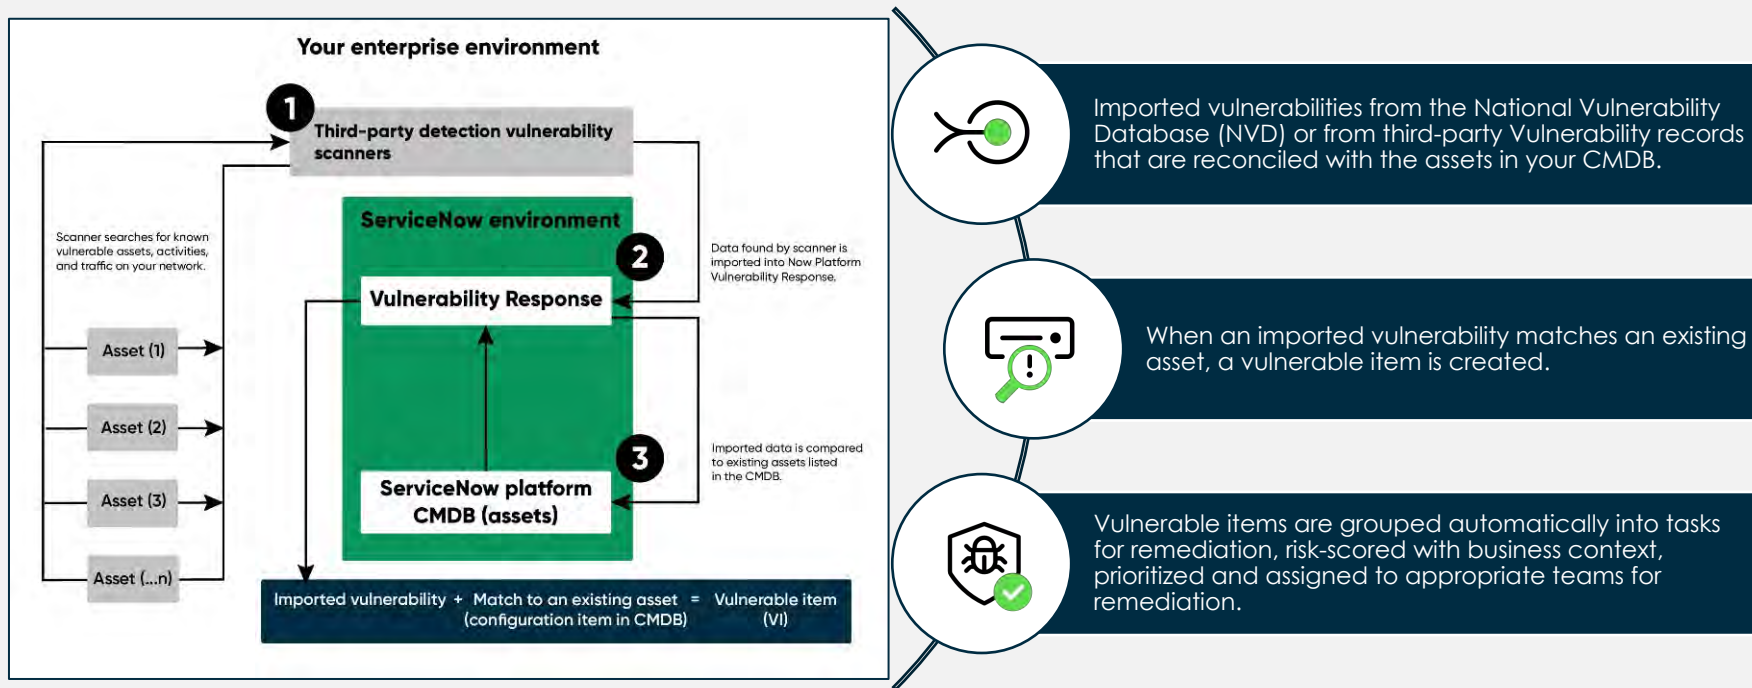 Your enterprise environment
1
Third-party detection vulnerability
scanners
ServiceNow environment
Scanner searches for known
vulnerable assets, activities,
and traffic on your network.
2
Data found by scanner is
imported into Now Platform
Vulnerability Response.
Vulnerability Response
Asset (1)
Asset (2)
Asset (3)
Asset (...n)
3
Imported data is compared
to existing assets listed
in the CMDB.
ServiceNow platform
CMDB (assets)
Imported vulnerability + Match to an existing asset = Vulnerable item
(configuration item in CMDB) (VI)
Imported vulnerabilities from the National Vulnerability
Database (NVD) or from third-party Vulnerability records
that are reconciled with the assets in your CMDB.
When an imported vulnerability matches an existing
asset, a vulnerable item is created.
Vulnerable items are grouped automatically into tasks
for remediation, risk-scored with business context,
prioritized and assigned to appropriate teams for
remediation.